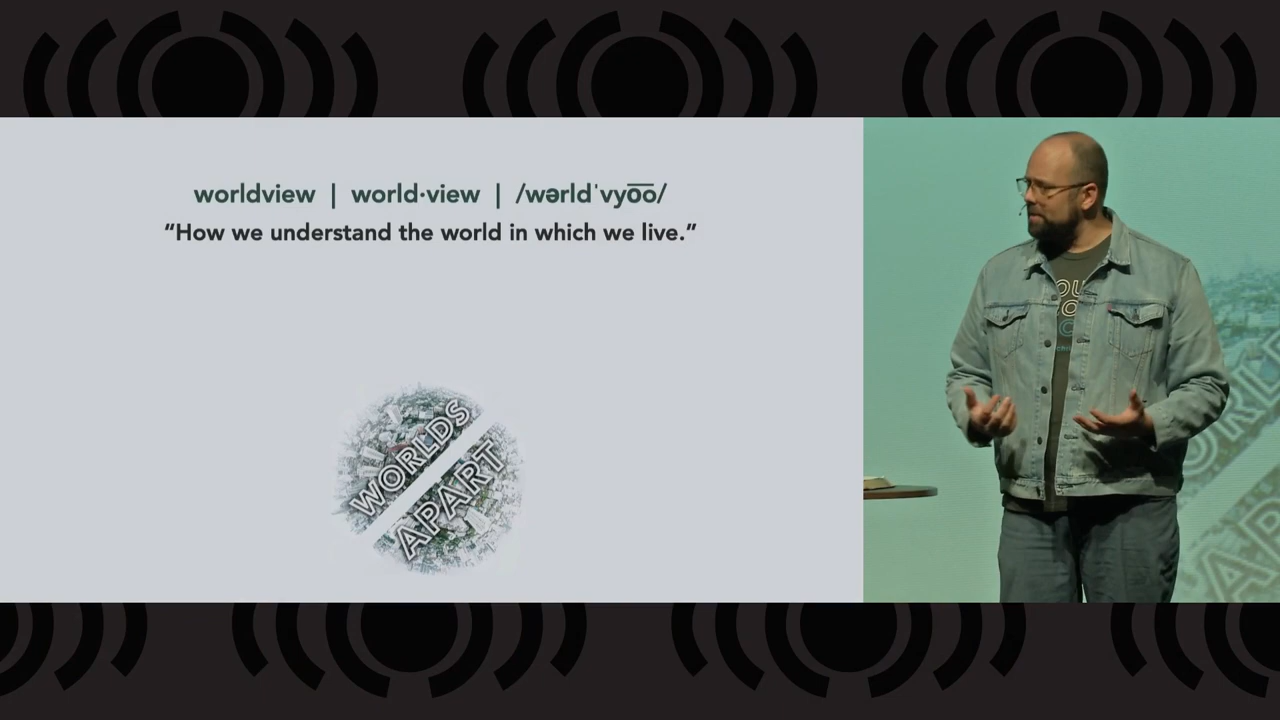 worldview | world·view | /wərldˈvyo͞o/
“How we understand the world in which we live.”
WORLDS
APART